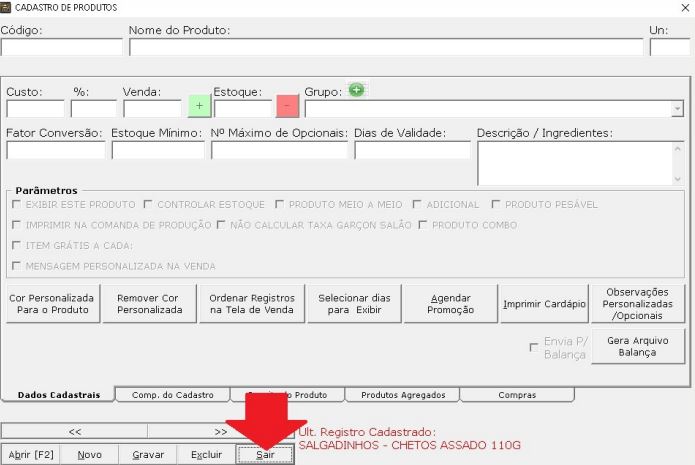 CADASTRO DE PRODUTOS
Código: Nome do Produto: Un:
Custo: %: Venda: + Estoque: - Grupo:
Fator Conversão: Estoque Mínimo: Nº Máximo de Opcionais: Dias de Validade: Descrição / Ingredientes:
Parâmetros
EXIBIR ESTE PRODUTO CONTROLAR ESTOQUE PRODUTO MEIO A MEIO ADICIONAL PRODUTO PESÁVEL
IMPRIMIR NA COMANDA DE PRODUÇÃO NÃO CALCULAR TAXA GARÇON SALÃO PRODUTO COMBO
ITEM GRÁTIS A CADA:
MENSAGEM PERSONALIZADA NA VENDA
Cor Personalizada
Para o Produto
Remover Cor
Personalizada
Ordenar Registros
na Tela de Venda
Selecionar dias
para Exibir
Agendar
Promoção
Imprimir Cardápio
Observações
Personalizadas
/Opcionais
Envia P/
Balança
Gera Arquivo
Balança
Dados Cadastrais Comp. do Cadastro Produto Produtos Agregados Compras
<< >>
Ult. Registro Cadastrado:
SALGADINHOS - CHETOS ASSADO 110G
Abrir [F2] Novo Gravar Excluir Sair